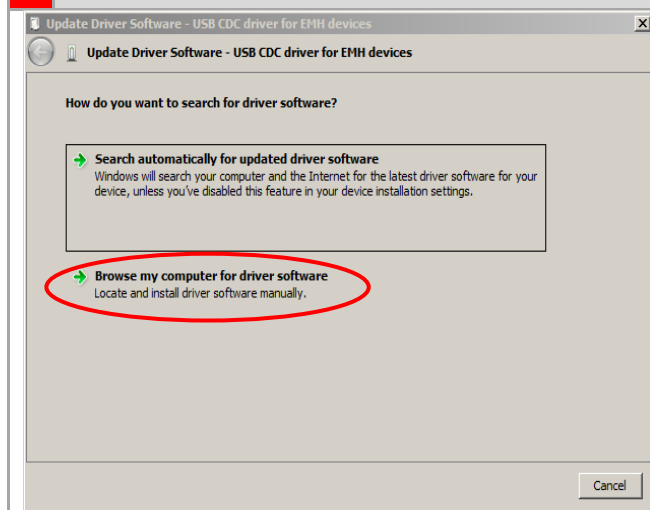 Update Driver Software - USB CDC driver for EMH devices
Update Driver Software - USB CDC driver for EMH devices
How do you want to search for driver software?
Search automatically for updated driver software
Windows will search your computer and the Internet for the latest driver software for your
device, unless you've disabled this feature in your device installation settings.
Browse my computer for driver software
Locate and install driver software manually.
Cancel